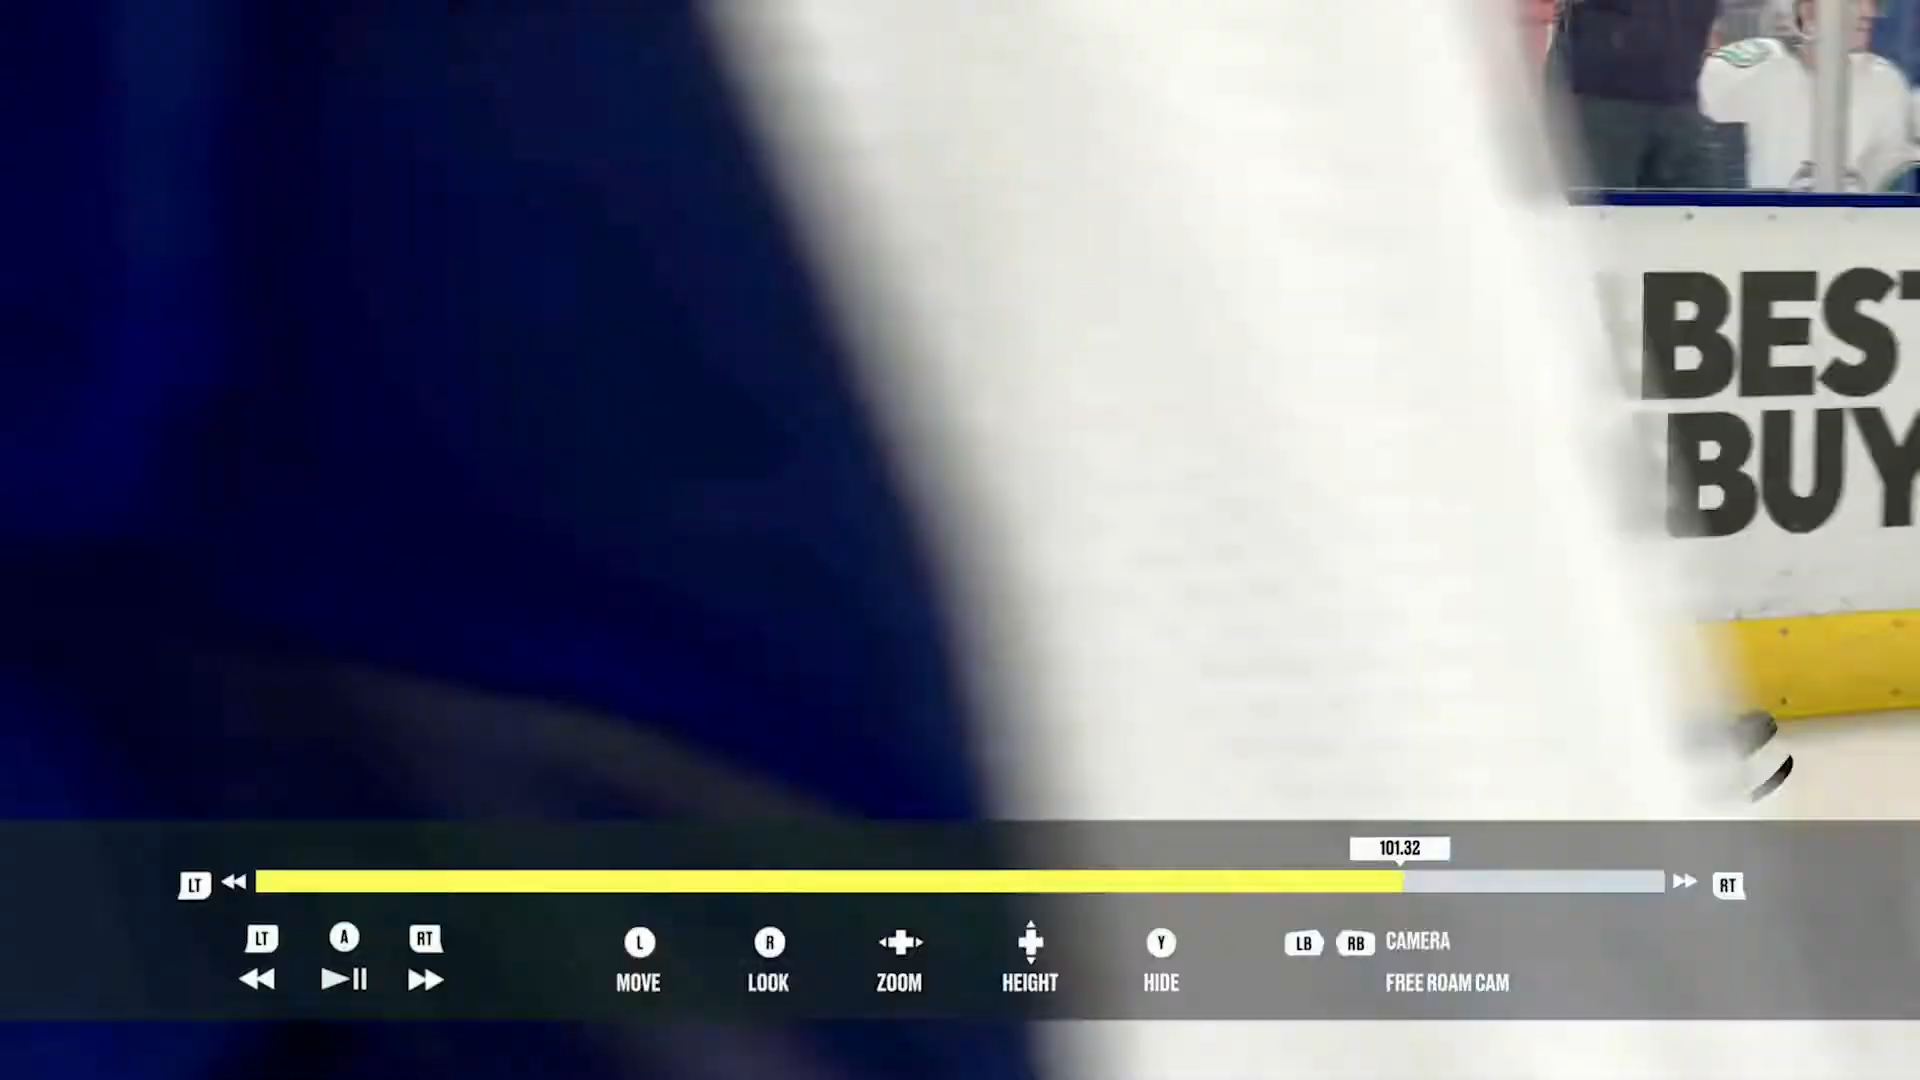 BEST
BUY
101.32
LT RT
LT A RT L R Y LB RB CAMERA
MOVE LOOK ZOOM HEIGHT HIDE FREE ROAM CAM